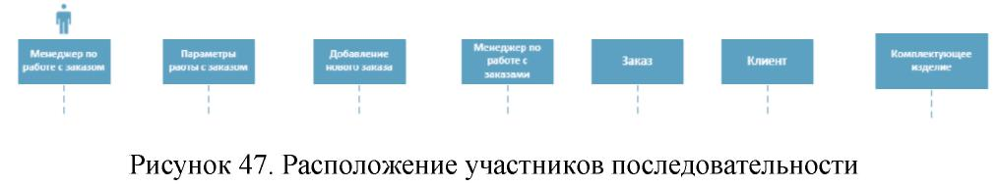 Менеджер по
работе с заказом
Параметры
раоты с заказом
Добавление
нового заказа
Менеджер по
работе с
заказами
Заказ
Клиент
Комплектующее
изделие
Рисунок 47. Расположение участников последовательности